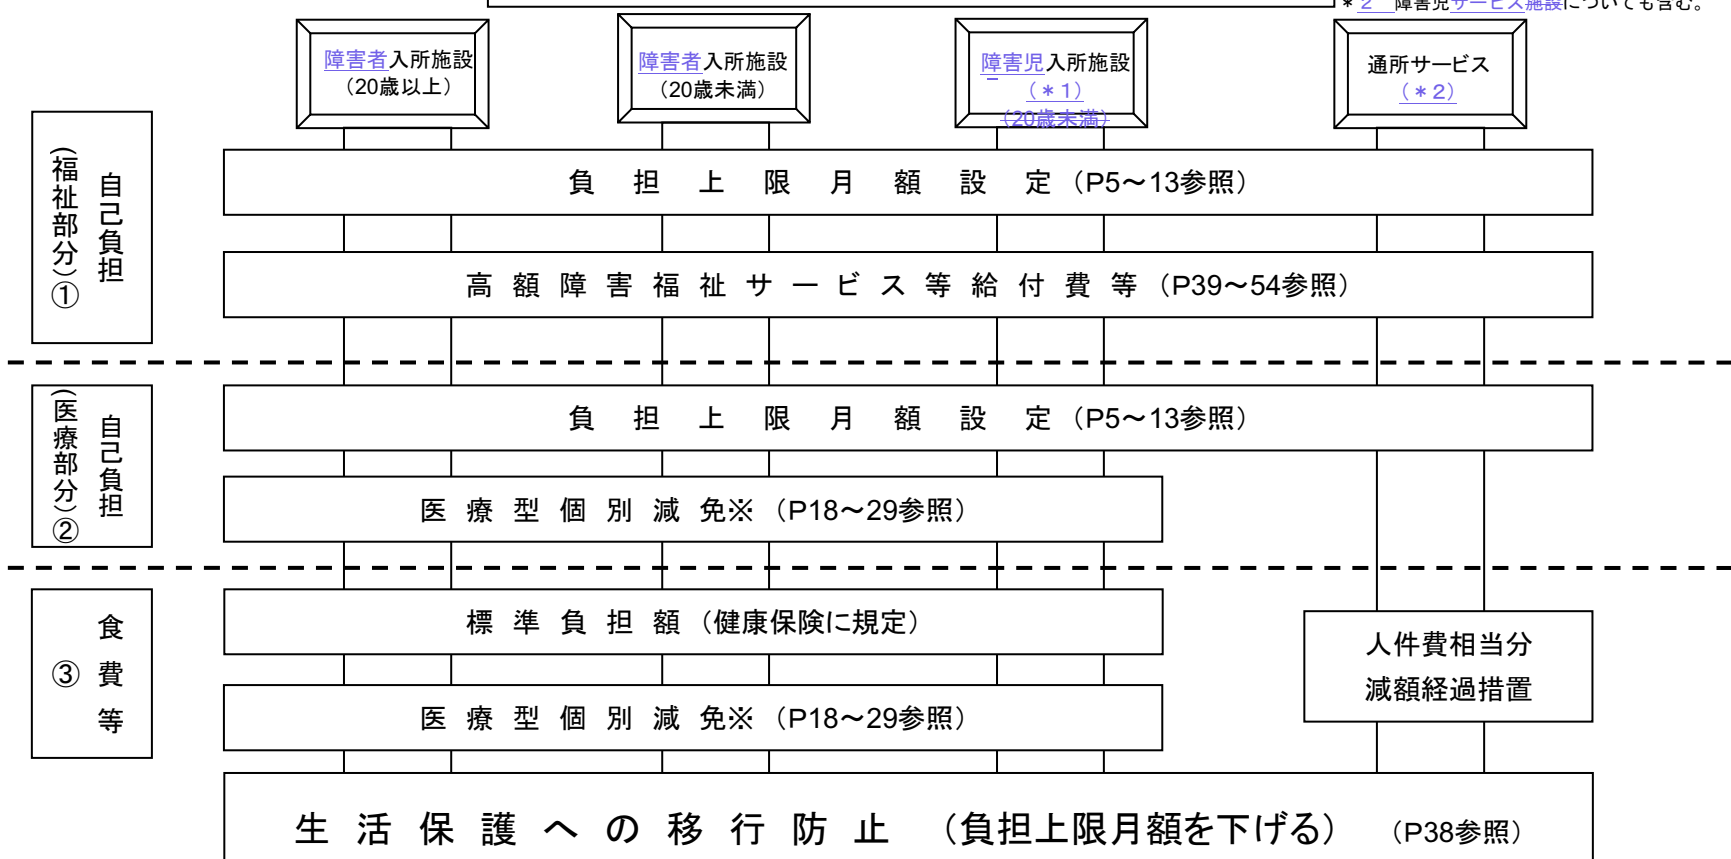 ＊２　障害児サービス施設についても含む。
障害者入所施設
（20歳以上）
障害者入所施設
（20歳未満）
障害児入所施設
（＊１）
（20歳未満）
通所サービス
（＊２）
自己負担
（福祉部分）①
負担上限月額設定（P5～13参照）
高額障害福祉サービス等給付費等（P39～54参照）
自己負担
（医療部分）②
負担上限月額設定（P5～13参照）
医療型個別減免※（P18～29参照）
食費等
③
標準負担額（健康保険に規定）
人件費相当分
減額経過措置
医療型個別減免※（P18～29参照）
生活保護への移行防止（負担上限月額を下げる）（P38参照）